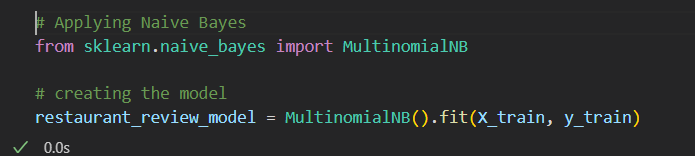 # Applying Naive Bayes
from sklearn.naive_bayes import MultinomialNB
# creating the model
restaurant_review_model = MultinomialNB().fit(X_train, y_train)
0.0s